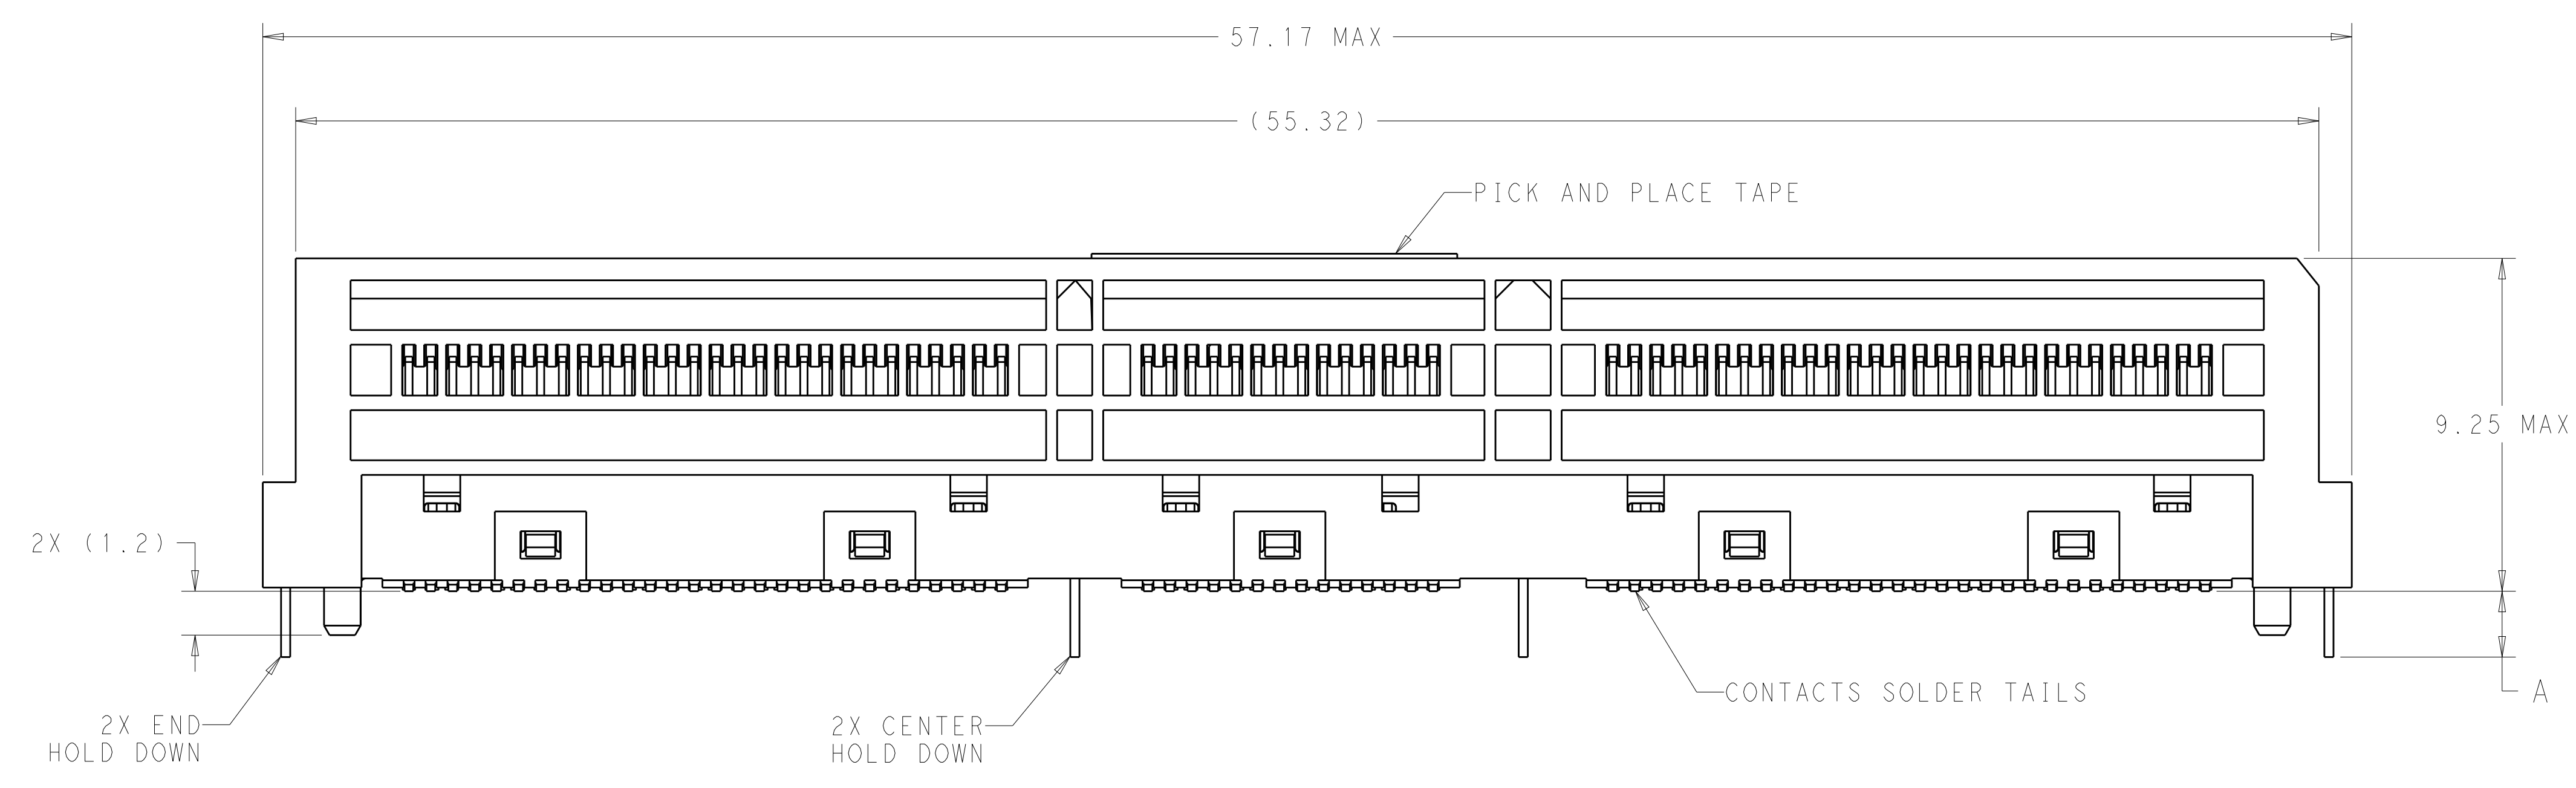 57.17 MAX
(55.32)
PICK AND PLACE TAPE
9.25 MAX
2X (1.2)
CONTACTS SOLDER TAILS
A
2X END
HOLD DOWN
2X CENTER
HOLD DOWN